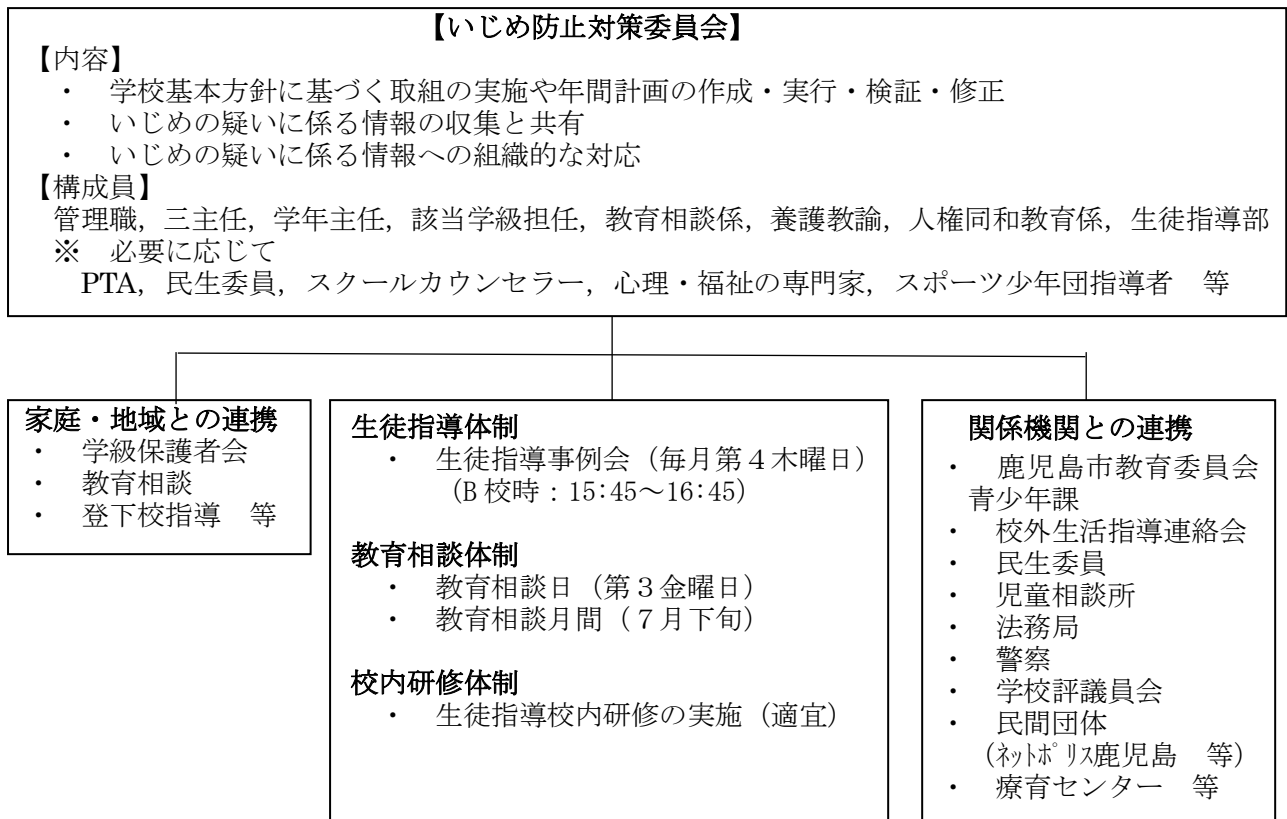 【いじめ防止対策委員会】
【内容】
・ 学校基本方針に基づく取組の実施や年間計画の作成・実行・検証・修正
・ いじめの疑いに係る情報の収集と共有
・ いじめの疑いに係る情報への組織的な対応
【構成員】
管理職，三主任，学年主任，該当学級担任，教育相談係，養護教諭，人権同和教育係，生徒指導部
※ 必要に応じて
PTA，民生委員，スクールカウンセラー，心理・福祉の専門家，スポーツ少年団指導者 等
家庭・地域との連携
・ 学級保護者会
・ 教育相談
・ 登下校指導 等
生徒指導体制
・ 生徒指導事例会（毎月第４木曜日）
（B校時：15:45～16:45）
教育相談体制
・ 教育相談日（第３金曜日）
・ 教育相談月間（７月下旬）
校内研修体制
・ 生徒指導校内研修の実施（適宜）
関係機関との連携
・ 鹿児島市教育委員会
青少年課
・ 校外生活指導連絡会
・ 民生委員
・ 児童相談所
・ 法務局
・ 警察
・ 学校評議員会
・ 民間団体
（ﾈｯﾄﾎﾟﾘｽ鹿児島 等）
・ 療育センター 等